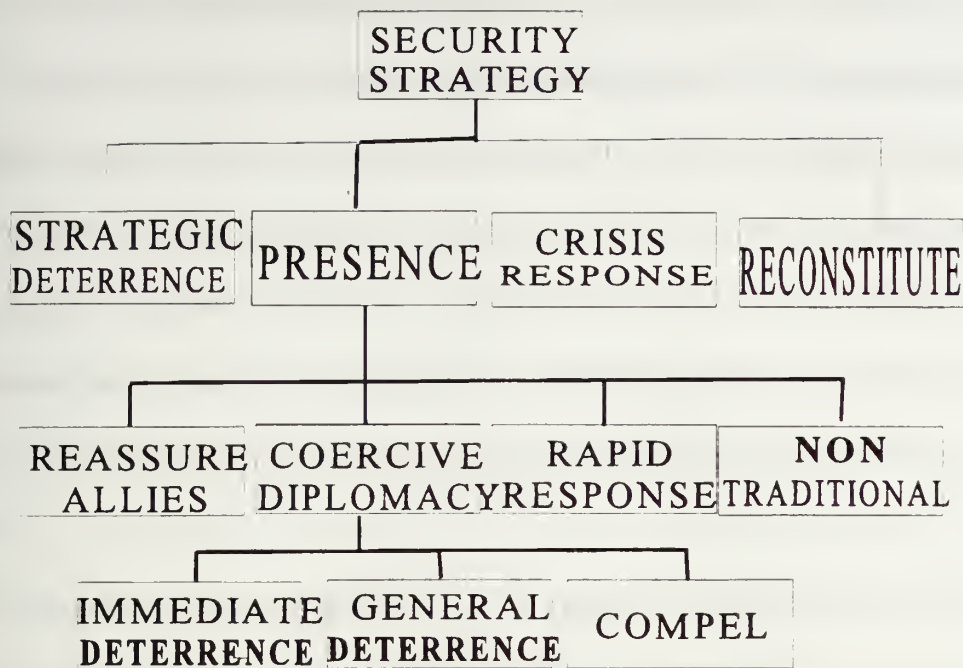 SECURITY
STRATEGY
STRATEGIC
DETERRENCE
PRESENCE
CRISIS
RESPONSE
RECONSTITUTE
REASSURE
ALLIES
COERCIVE
DIPLOMACY
RAPID
RESPONSE
NON
TRADITIONAL
IMMEDIATE
DETERRENCE
GENERAL
DETERRENCE
COMPEL